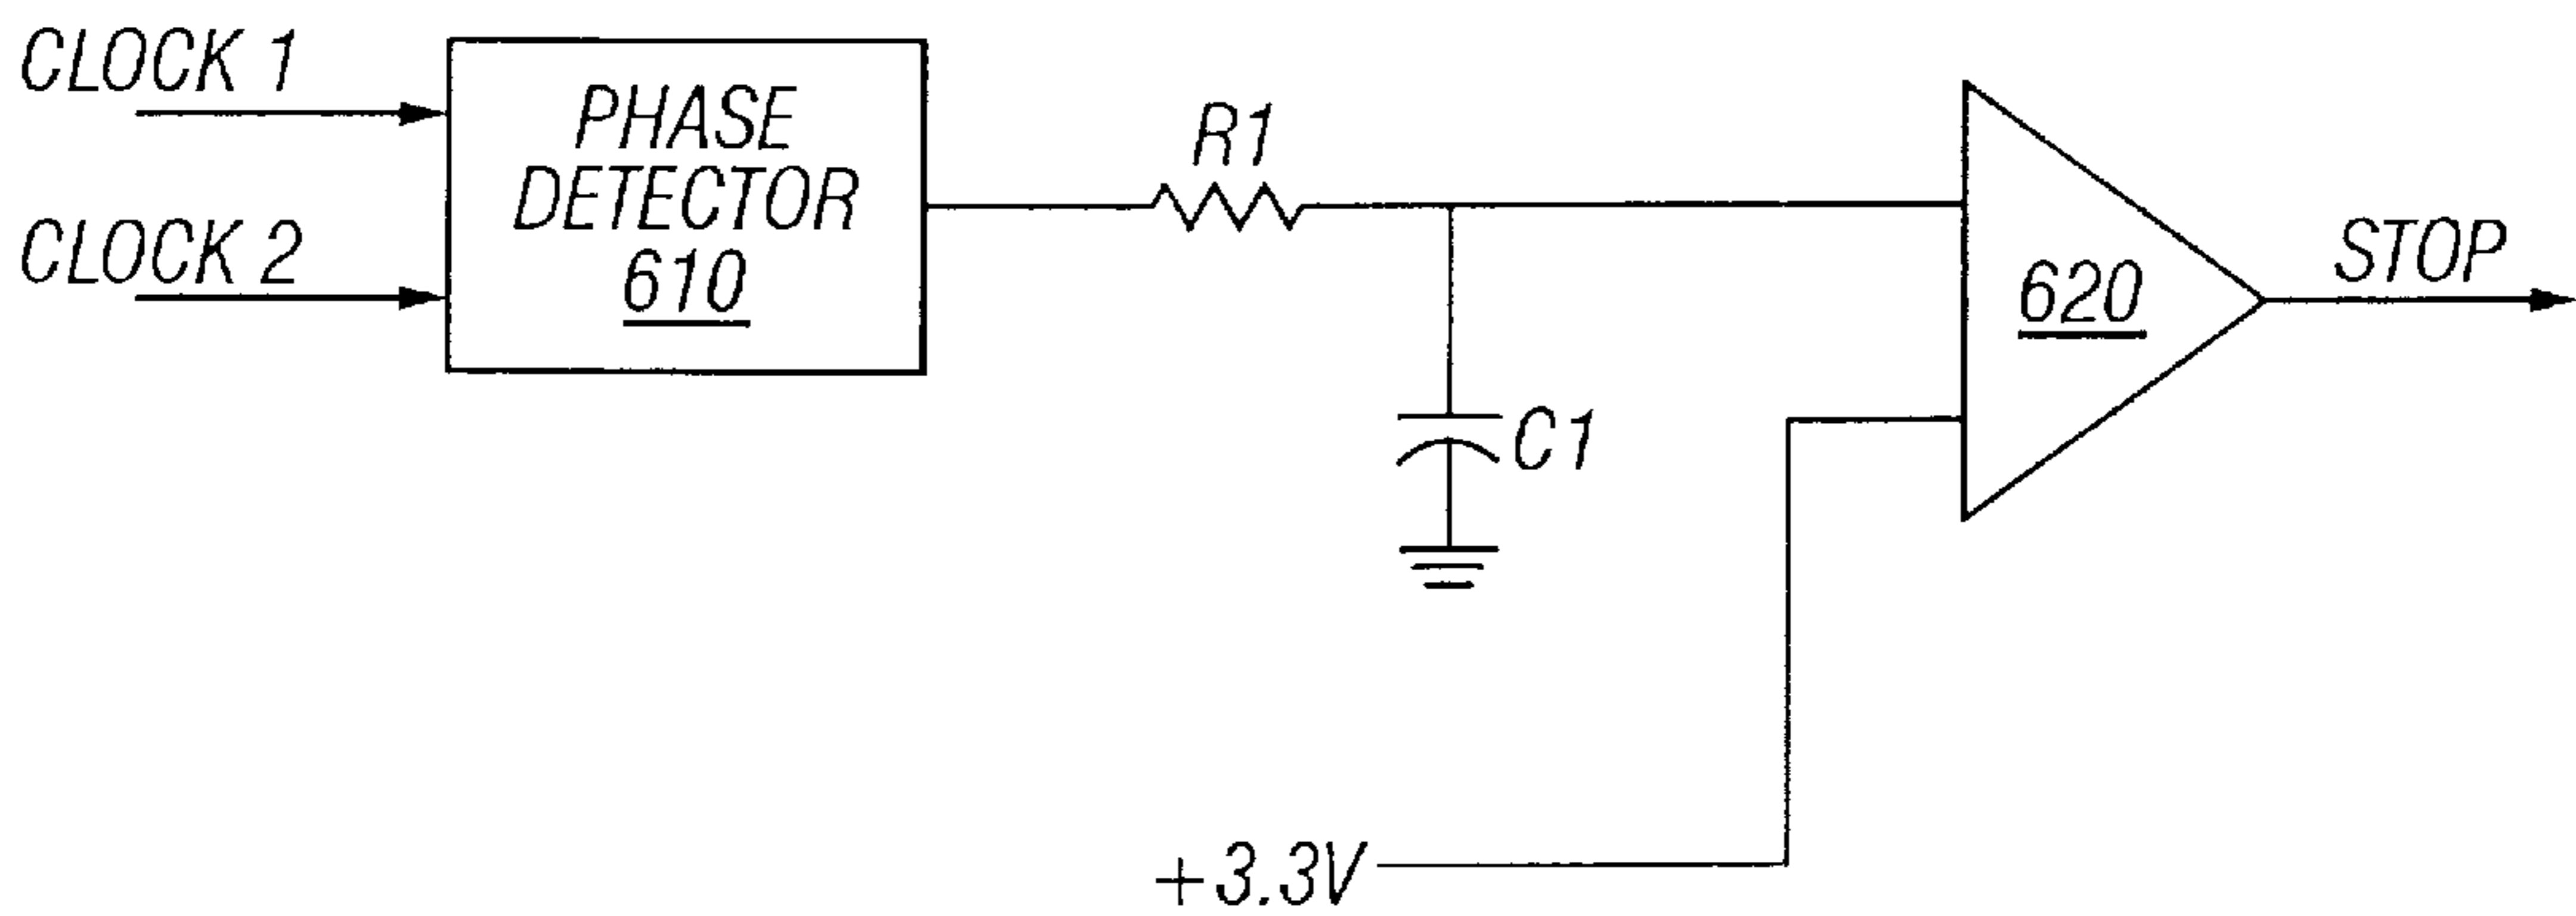 CLOCK 1
CLOCK 2
PHASE
DETECTOR
610
R1
C1
+3.3V
620
STOP